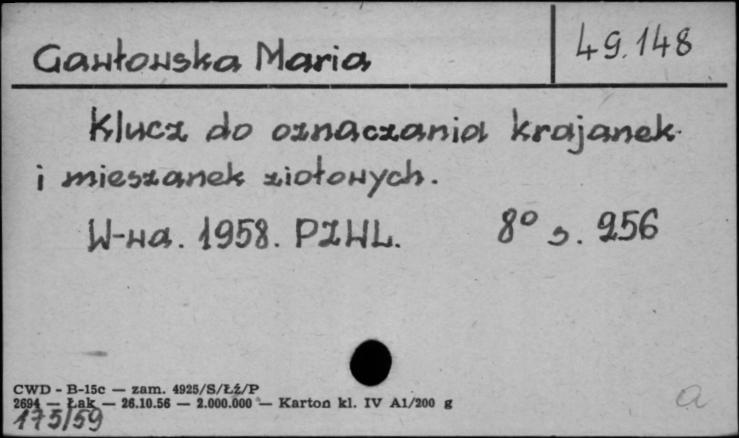 Gawłowska Maria
49.148
Klucz do oznaczania krajanek
i mieszanek ziołowych.
W-wa. 1958. PZWL. 8° s. 256
CWD - B-15c — zam. 4925/S/Łź/P
2694 — Łak — 26.10.56 — 2.000.000 — Karton kl. IV A1/200 g
175/59
a